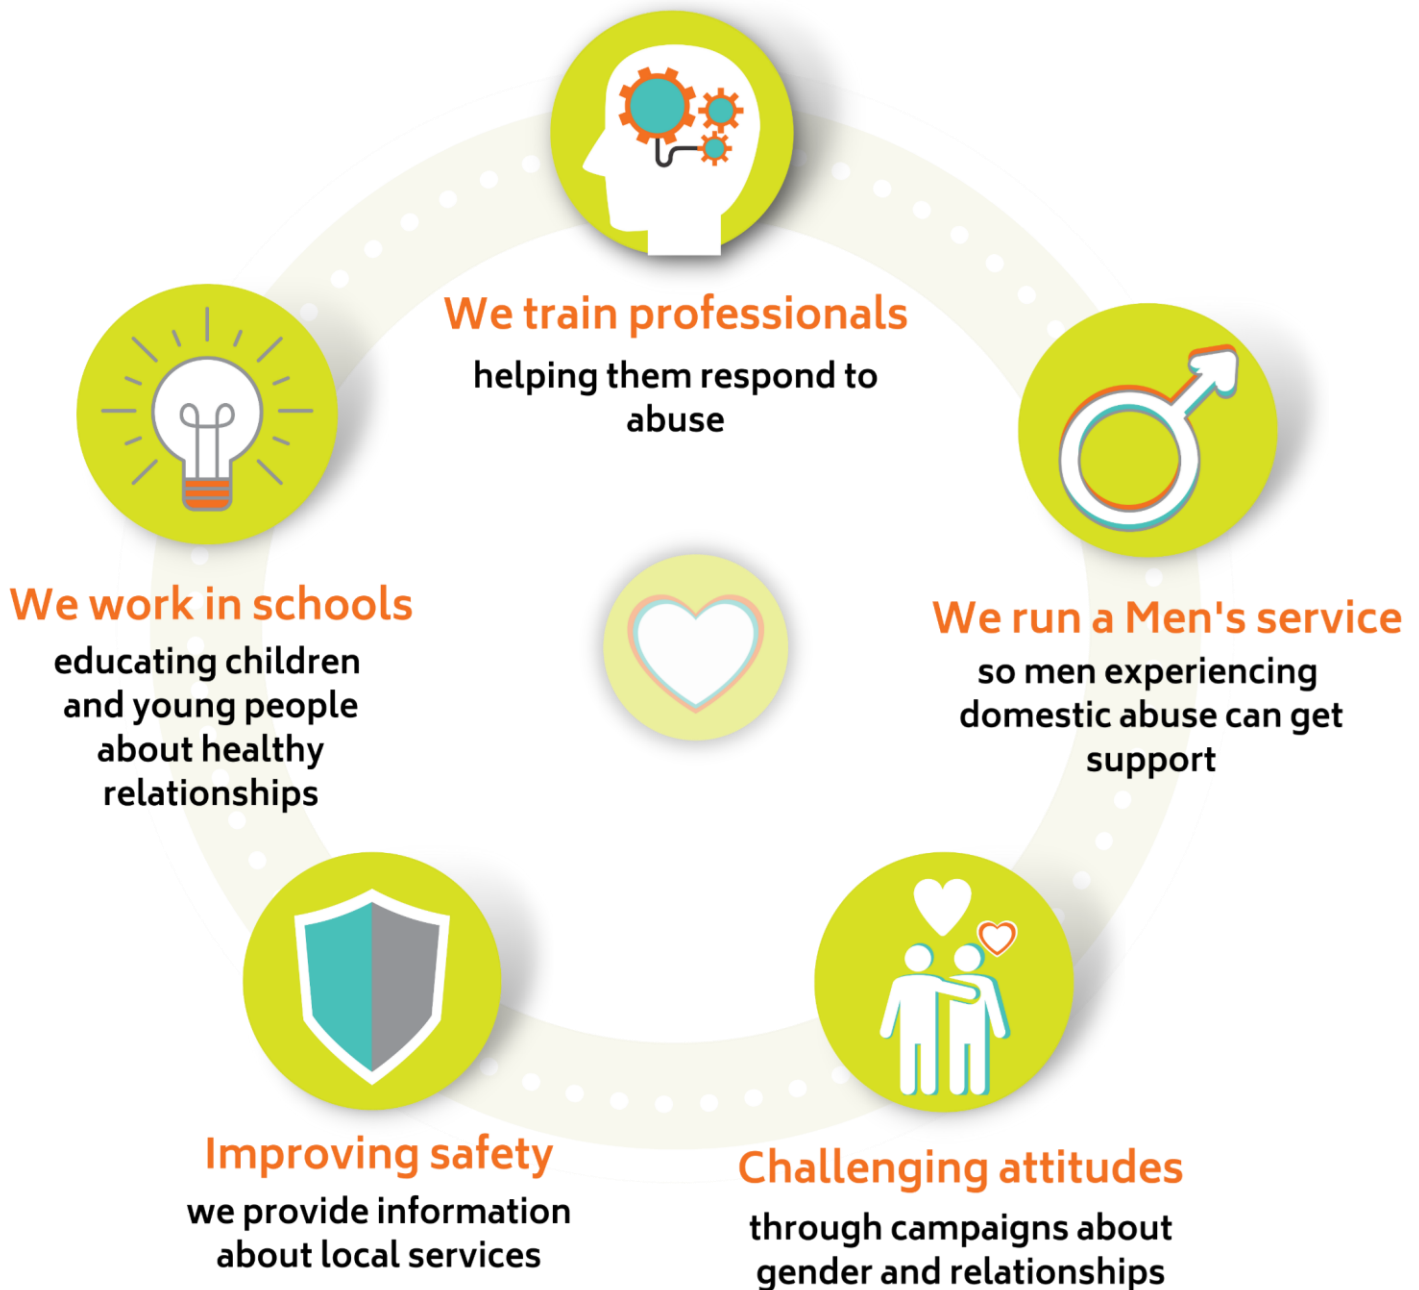 We train professionals
helping them respond to
abuse
We work in schools
educating children
and young people
about healthy
relationships
We run a Men's service
so men experiencing
domestic abuse can get
support
Improving safety
we provide information
about local services
Challenging attitudes
through campaigns about
gender and relationships